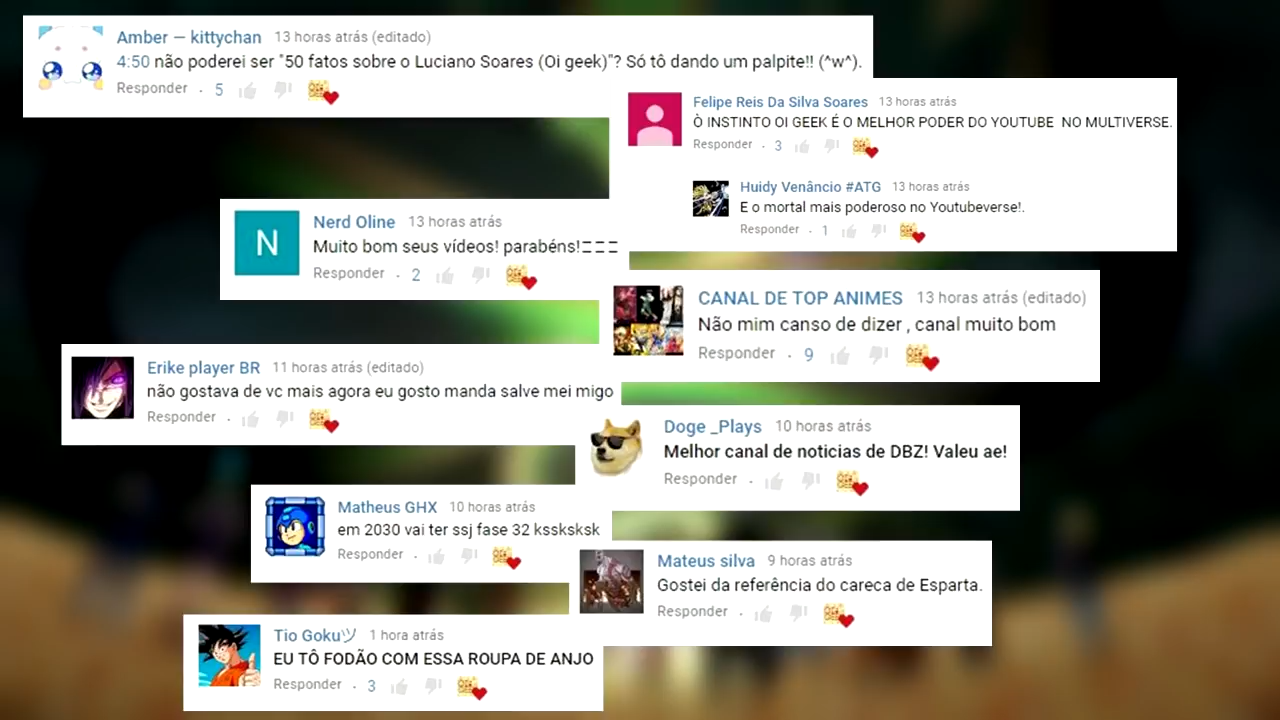 Amber — kittychan 13 horas atrás (editado)
4:50 não poderei ser "50 fatos sobre o Luciano Soares (Oi geek)"? Só tô dando um palpite!! (^w^).
Responder · 5
Felipe Reis Da Silva Soares 13 horas atrás
Ò INSTINTO OI GEEK É O MELHOR PODER DO YOUTUBE NO MULTIVERSE.
Responder · 3
Huidy Venâncio #ATG 13 horas atrás
E o mortal mais poderoso no Youtubeverse!.
Responder · 1
N
Nerd Oline 13 horas atrás
Muito bom seus vídeos! parabéns!
Responder · 2
CANAL DE TOP ANIMES 13 horas atrás (editado)
Não mim canso de dizer , canal muito bom
Responder · 9
Erike player BR 11 horas atrás (editado)
não gostava de vc mais agora eu gosto manda salve mei migo
Responder ·
Doge _Plays 10 horas atrás
Melhor canal de noticias de DBZ! Valeu ae!
Responder ·
Matheus GHX 10 horas atrás
em 2030 vai ter ssj fase 32 kssksksk
Responder ·
Mateus silva 9 horas atrás
Gostei da referência do careca de Esparta.
Responder ·
Tio Gokuツ 1 hora atrás
EU TÔ FODÃO COM ESSA ROUPA DE ANJO
Responder · 3